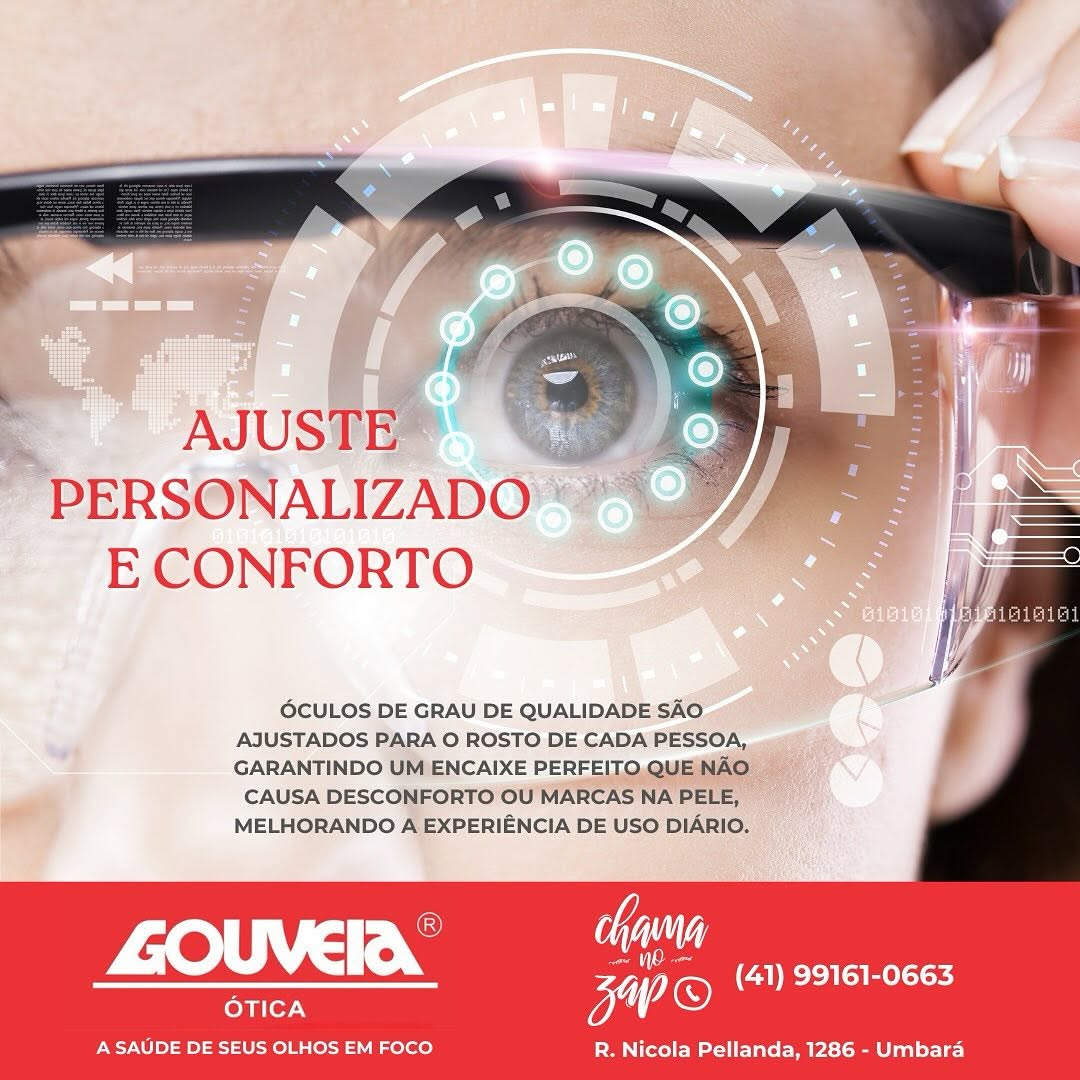 AJUSTE
PERSONALIZADO
E CONFORTO
010101010101010101
01010101010101010101
ÓCULOS DE GRAU DE QUALIDADE SÃO
AJUSTADOS PARA O ROSTO DE CADA PESSOA,
GARANTINDO UM ENCAIXE PERFEITO QUE NÃO
CAUSA DESCONFORTO OU MARCAS NA PELE,
MELHORANDO A EXPERIÊNCIA DE USO DIÁRIO.
GOUVEIA ®
ÓTICA
A SAÚDE DE SEUS OLHOS EM FOCO
chama
no
zap
(41) 99161-0663
R. Nicola Pellanda, 1286 - Umbará